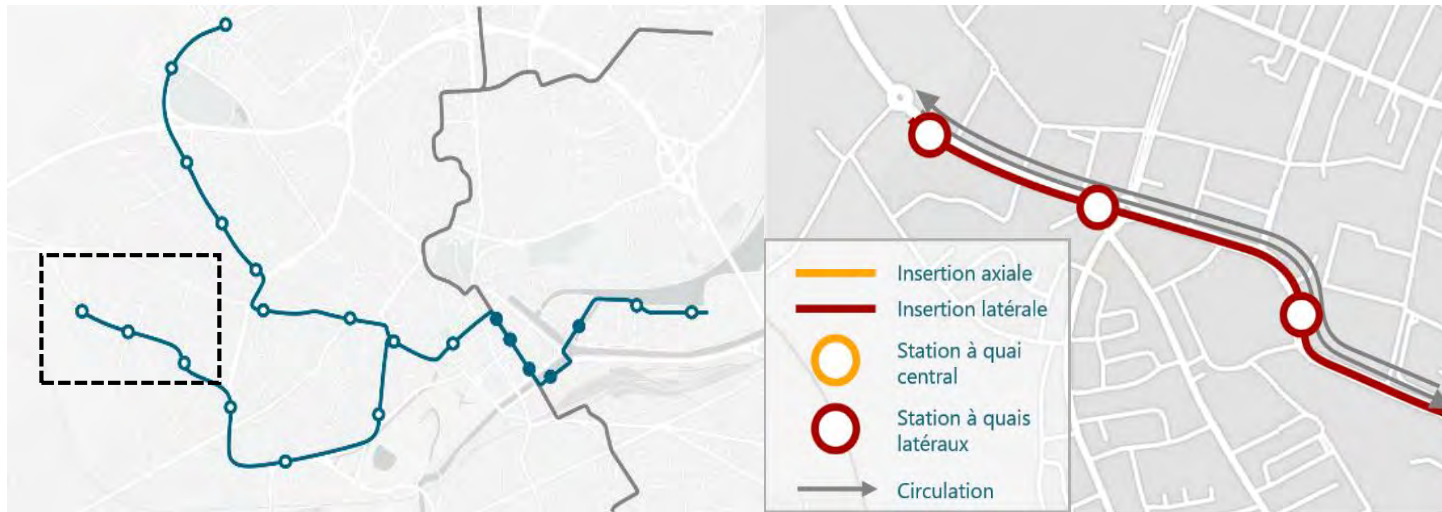 Insertion axiale
Insertion latérale
Station à quai
central
Station à quais
latéraux
Circulation